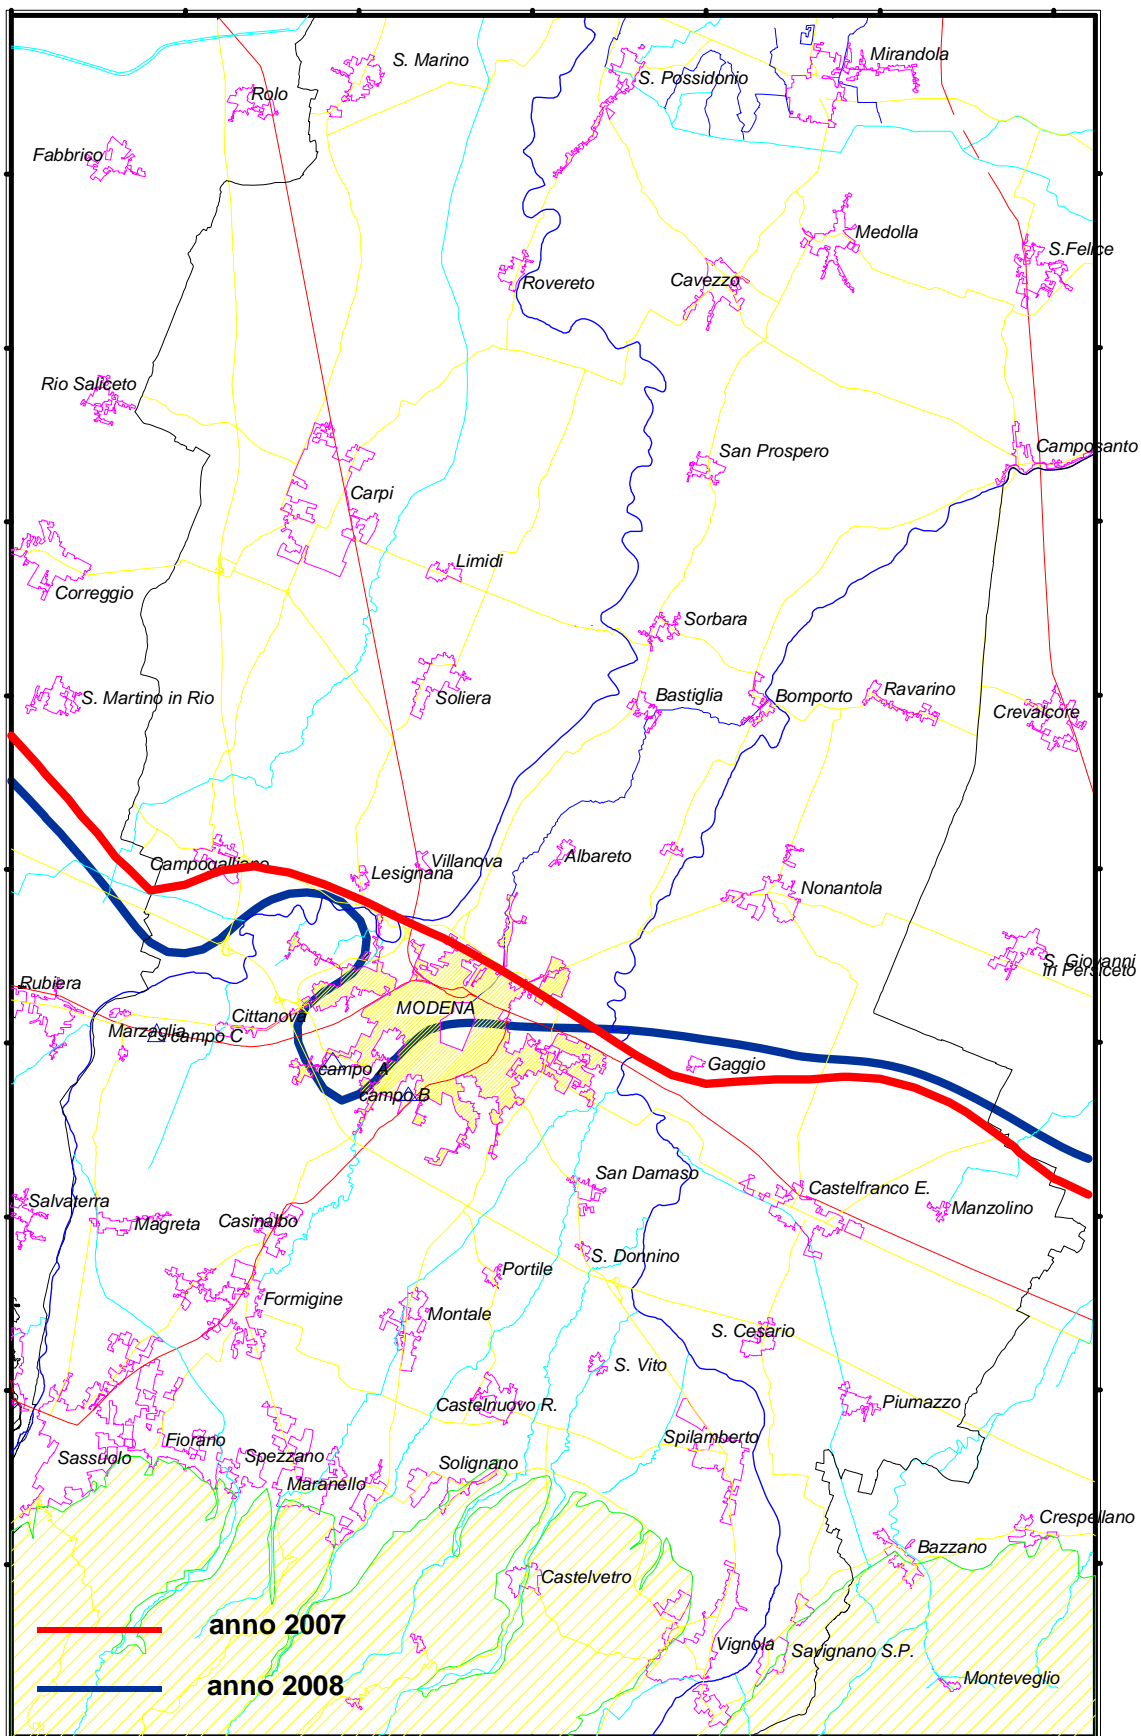 S. Marino
Mirandola
S. Possidonio
Rolo
Fabbrico
Medolla
S.Felice
Rovereto
Cavezzo
Rio Saliceto
Camposanto
San Prospero
Carpi
Limidi
Correggio
Sorbara
S. Martino in Rio
Soliera
Bastiglia
Bomporto
Ravarino
Crevalcore
Campogalliano
Lesignana
Villanova
Albareto
Nonantola
S. Giovanni
in Persiceto
Rubiera
Marzaglia
campo C
Cittanova
MODENA
campo A
campo B
Gaggio
San Damaso
Castelfranco E.
Manzolino
Salvaterra
Magreta
Casinalbo
S. Donnino
Portile
Formigine
Montale
S. Cesario
S. Vito
Castelnuovo R.
Piumazzo
Spilamberto
Fiorano
Sassuolo
Spezzano
Maranello
Solignano
Crespellano
Bazzano
Castelvetro
anno 2007
Vignola
Savignano S.P.
Monteveglio
anno 2008